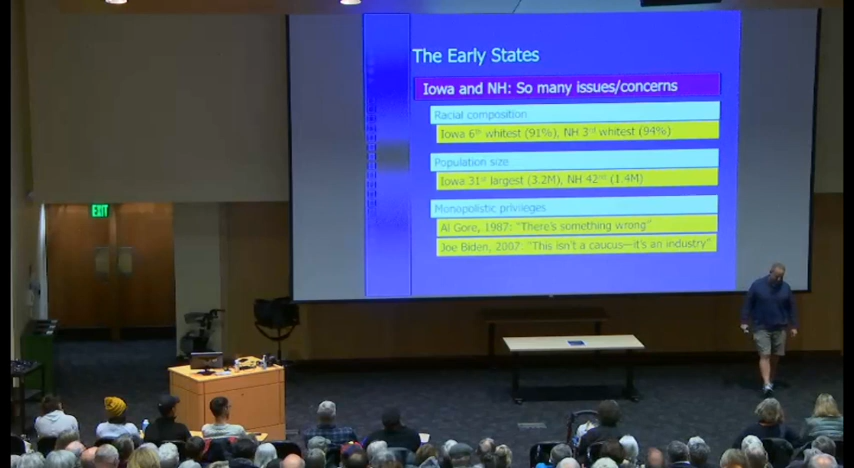 The Early States
Iowa and NH: So many issues/concerns
Racial composition
Iowa 6th whitest (91%), NH 3rd whitest (94%)
Population size
Iowa 31st largest (3.2M), NH 42nd (1.4M)
Monopolistic privileges
Al Gore, 1987: "There's something wrong"
Joe Biden, 2007: "This isn't a caucus—it's an industry"
EXIT